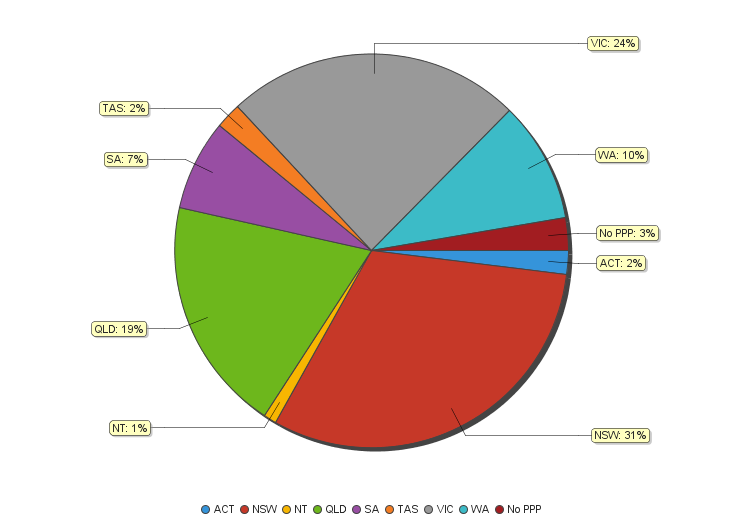 VIC: 24%
TAS: 2%
SA: 7%
WA: 10%
No PPP: 3%
ACT: 2%
QLD: 19%
NT: 1%
NSW: 31%
ACT NSW NT QLD SA TAS VIC WA No PPP